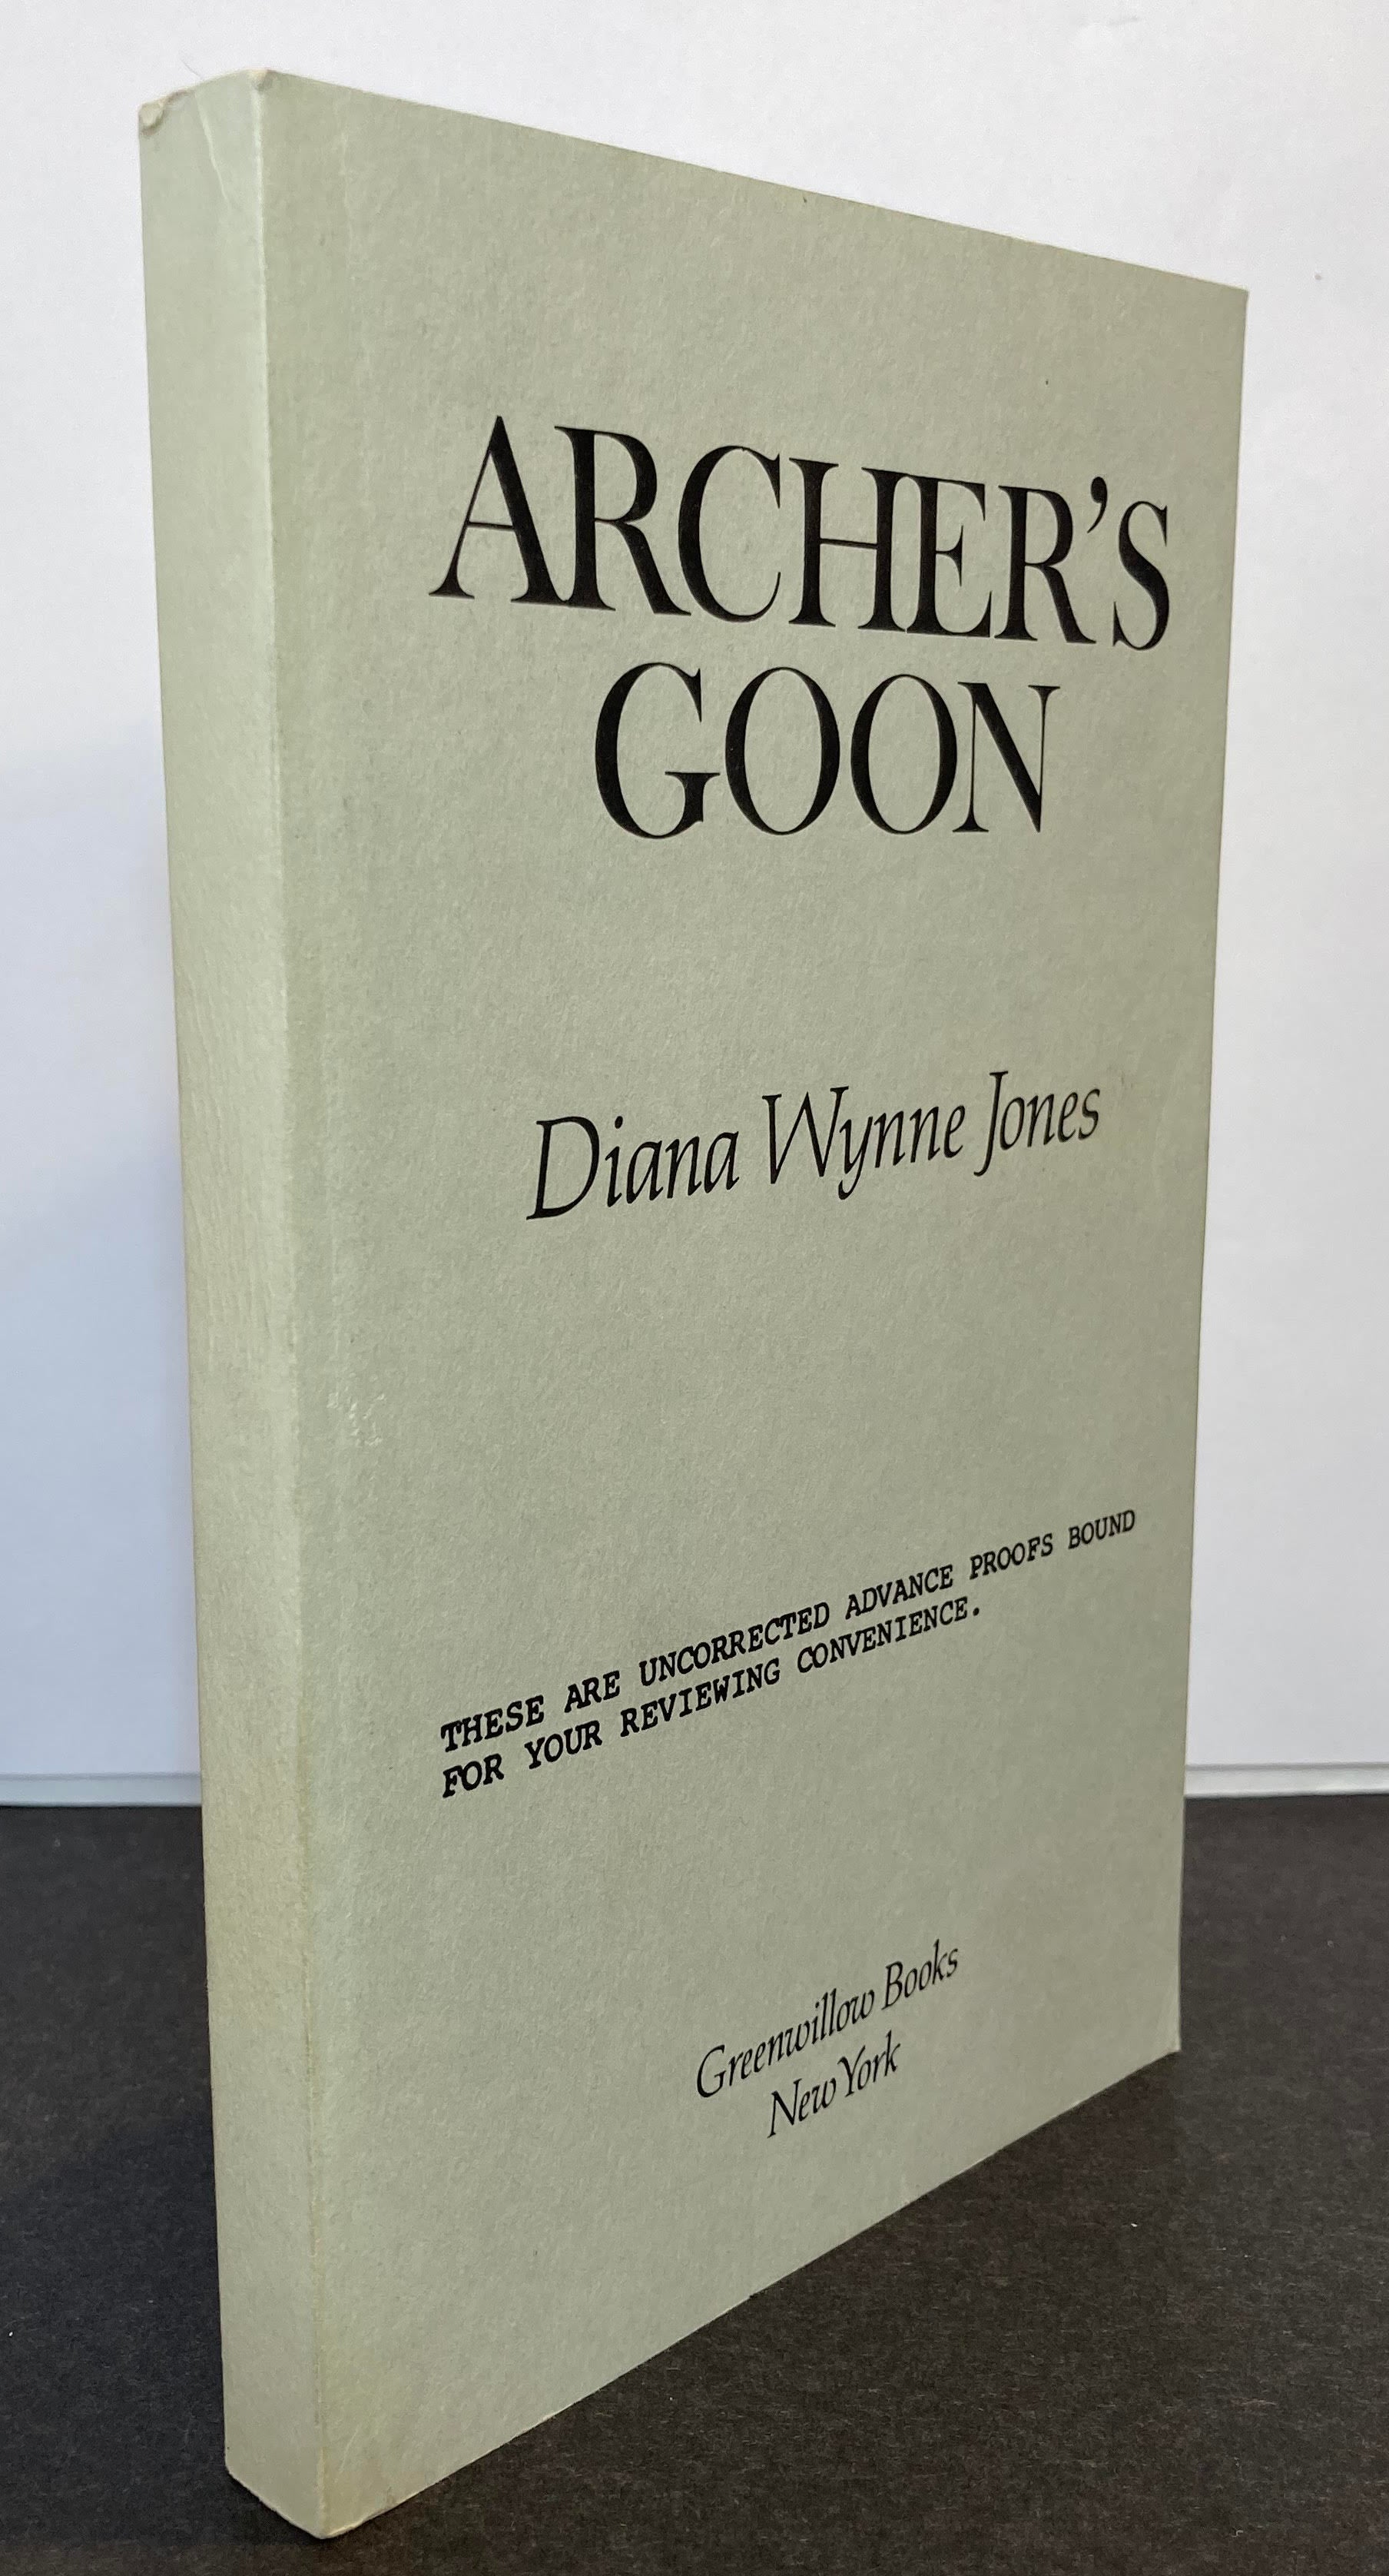 ARCHER'S
GOON
Diana Wynne Jones
THESE ARE UNCORRECTED ADVANCE PROOFS BOUND
FOR YOUR REVIEWING CONVENIENCE.
Greenwillow Books
New York